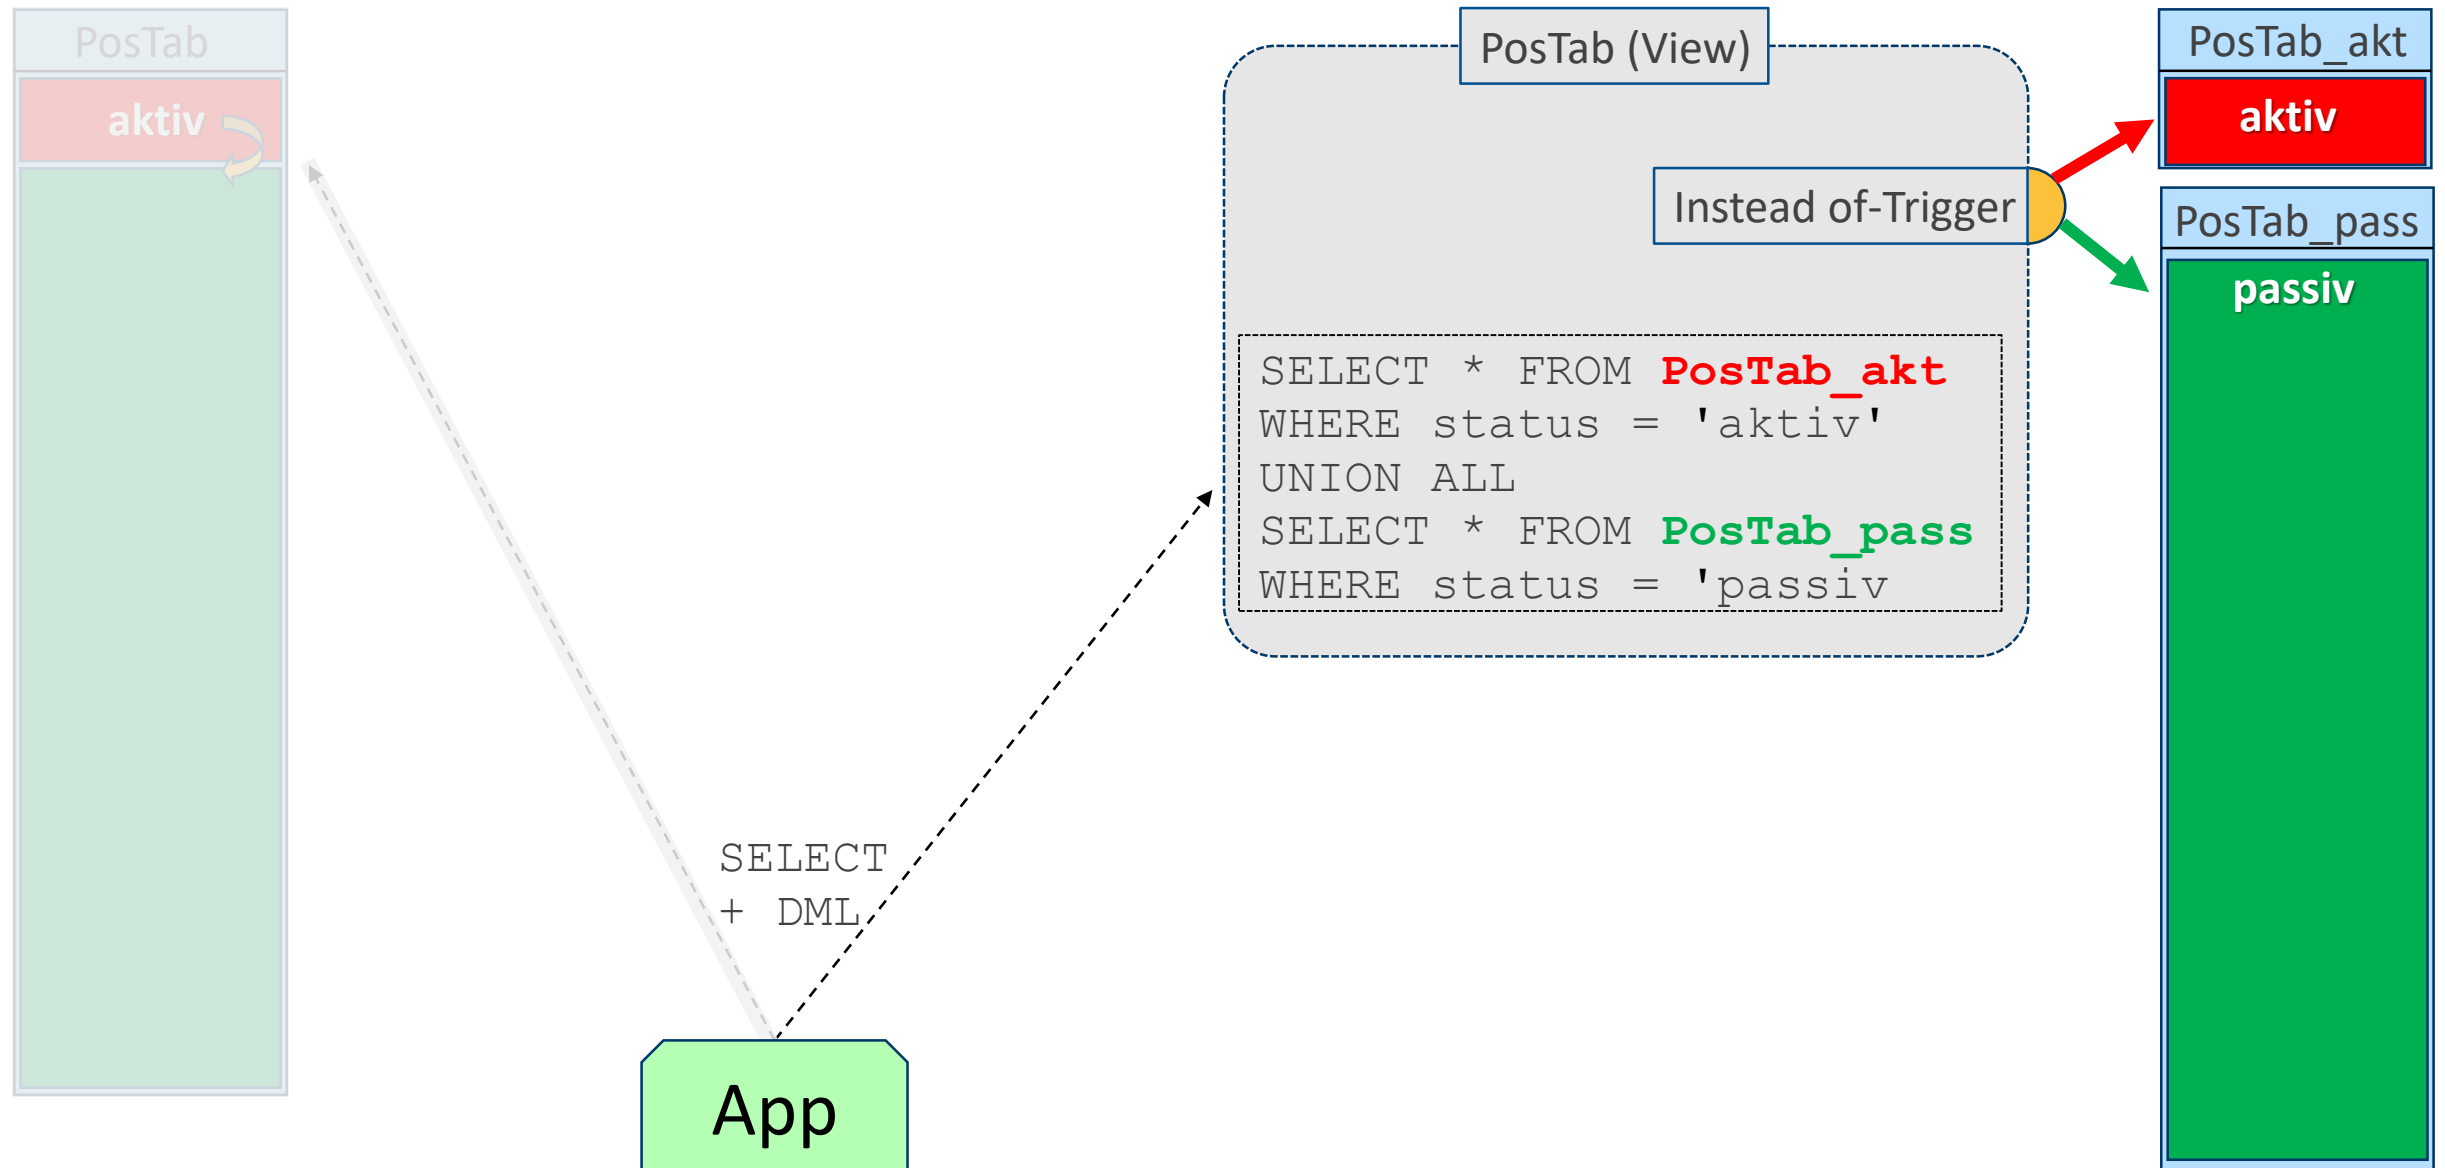 PosTab
aktiv
PosTab (View)
Instead of-Trigger
SELECT * FROM PosTab_akt
WHERE status = 'aktiv'
UNION ALL
SELECT * FROM PosTab_pass
WHERE status = 'passiv
PosTab_akt
aktiv
PosTab_pass
passiv
SELECT
+ DML
App